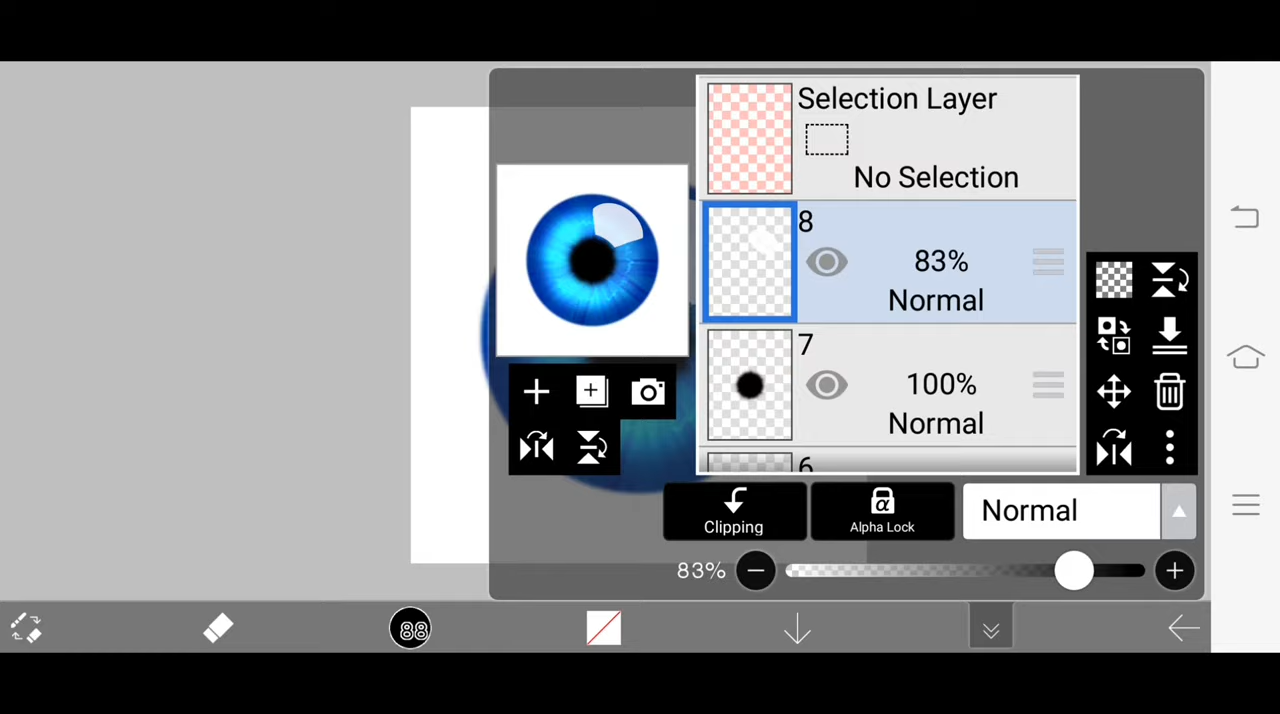 Selection Layer
No Selection
8
83%
Normal
7
100%
Normal
6
Clipping
α
Alpha Lock
Normal
83%
88